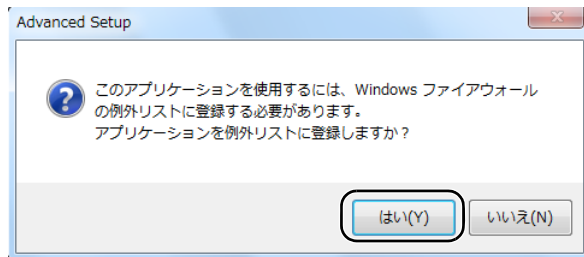 Advanced Setup
このアプリケーションを使用するには、Windows ファイアウォール
の例外リストに登録する必要があります。
アプリケーションを例外リストに登録しますか？
はい(Y) いいえ(N)